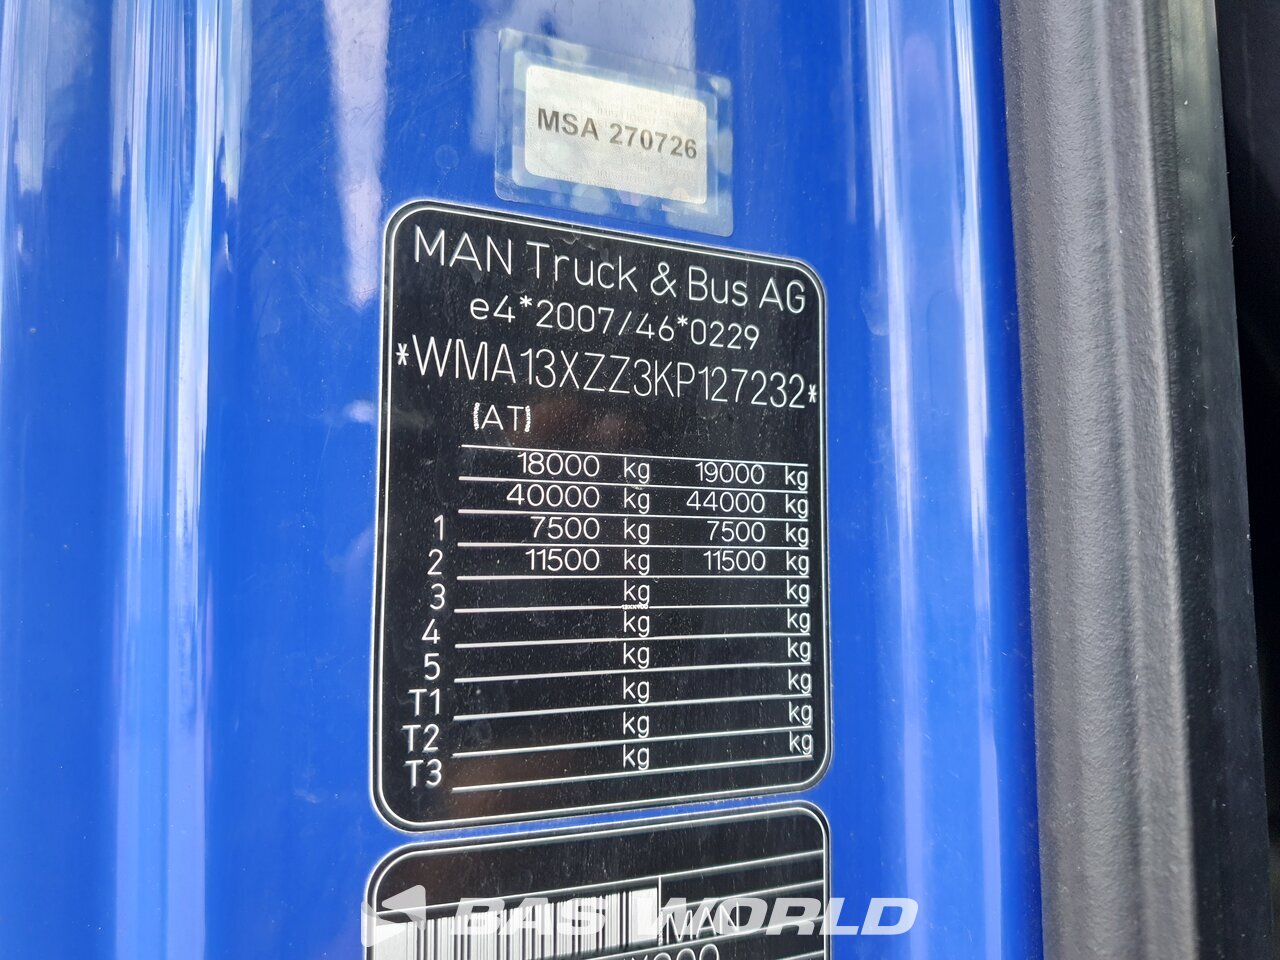 MSA 270726
MAN Truck & Bus AG
e4*2007/46*0229
*WMA13XZZ3KP127232*
(AT)
18000 kg 19000 kg
40000 kg 44000 kg
1 7500 kg 7500 kg
2 11500 kg 11500 kg
3 kg kg
4 kg kg
5 kg kg
T1 kg kg
T2 kg kg
T3 kg kg
MAN
BAS WORLD